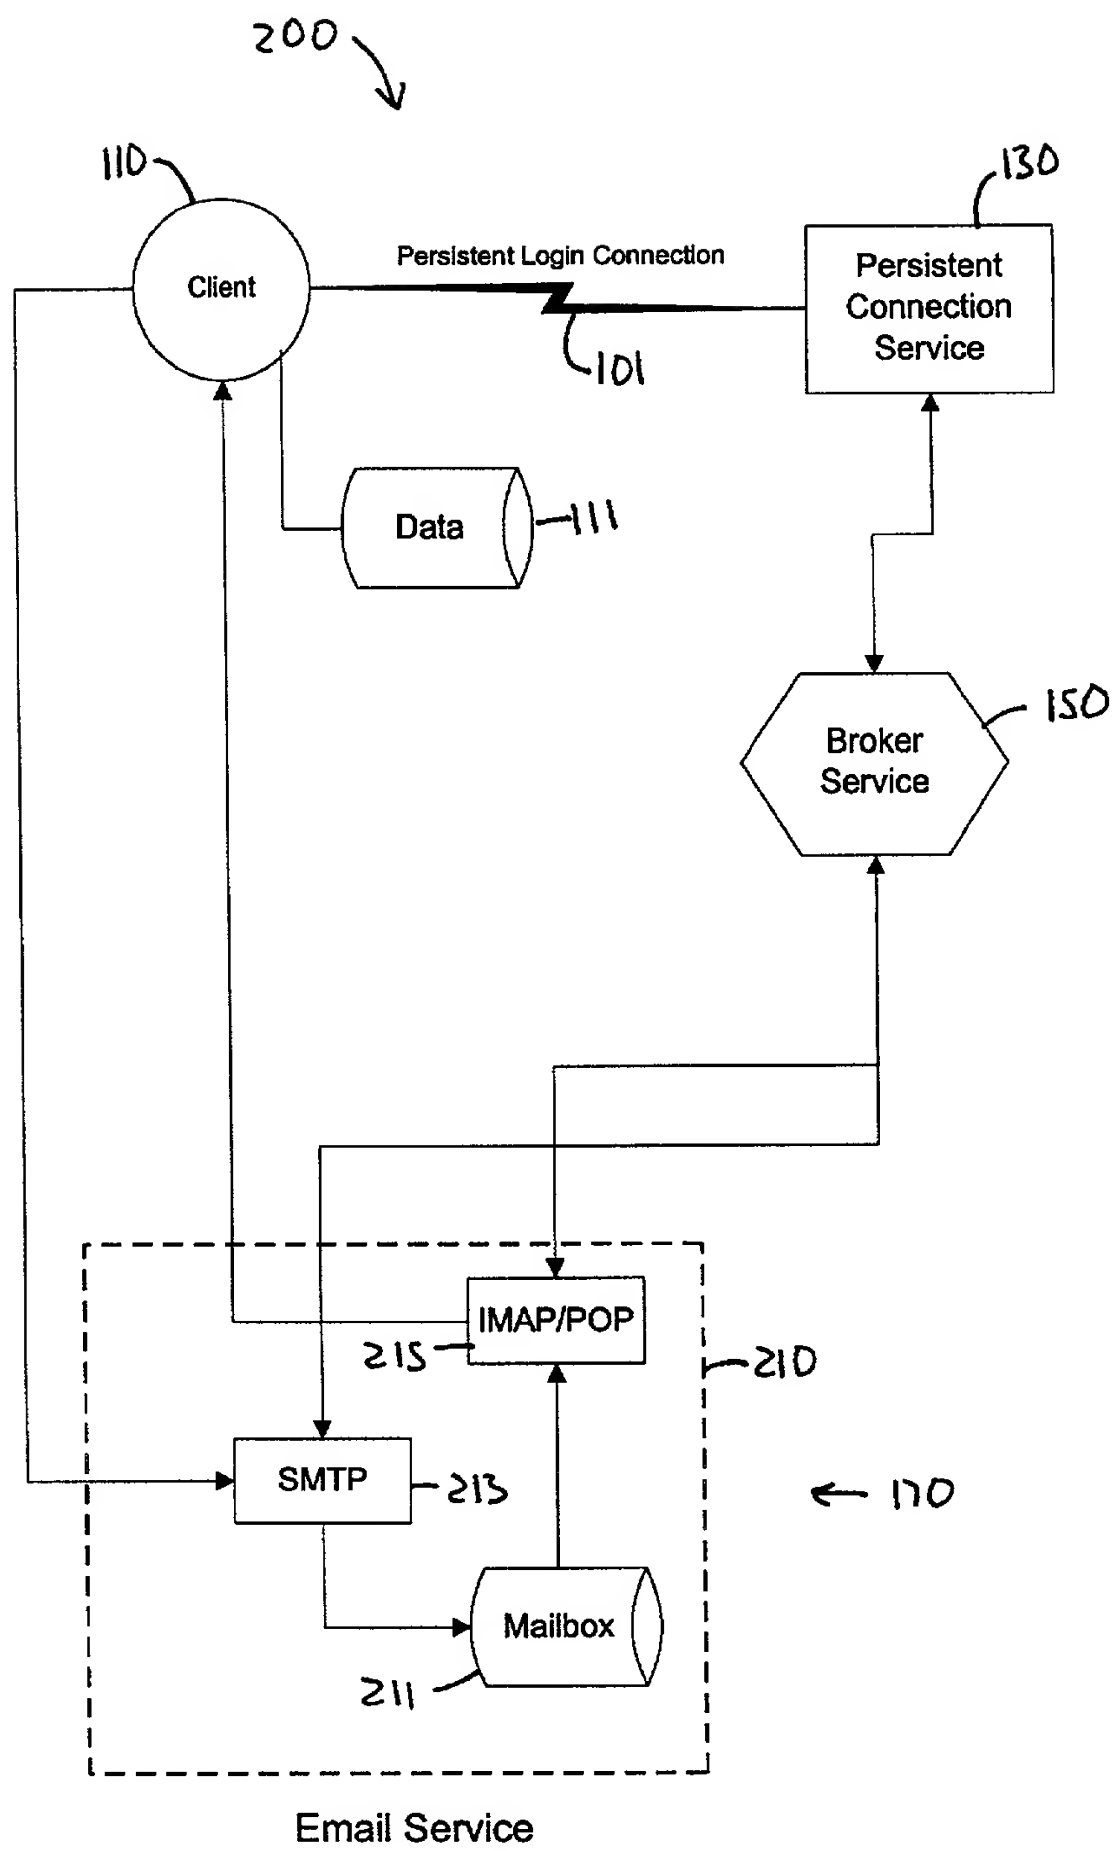 200
110
130
Client
Persistent Login Connection
Persistent
Connection
Service
101
Data
111
150
Broker
Service
IMAP/POP
215
210
SMTP
213
170
Mailbox
211
Email Service